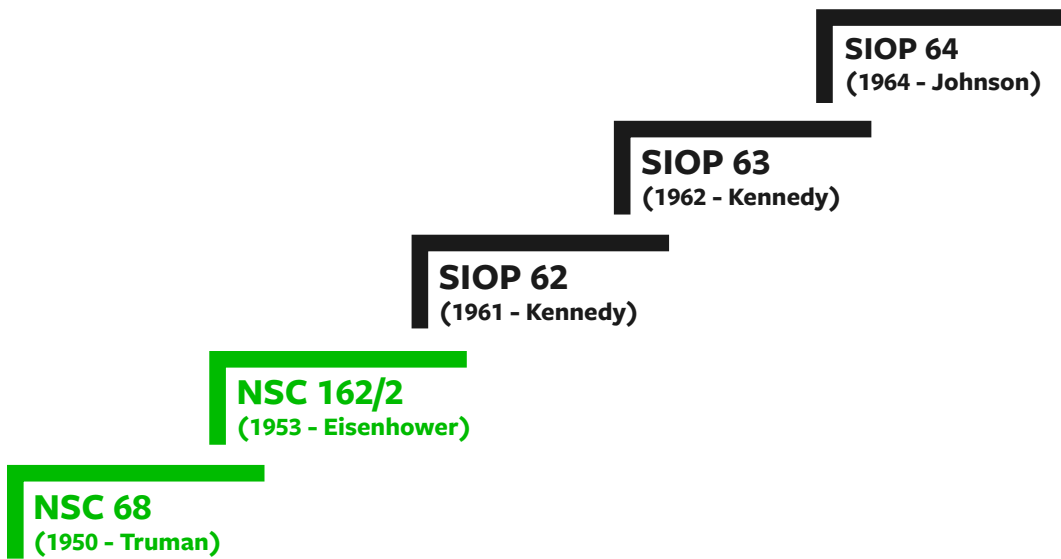 SIOP 64
(1964 - Johnson)
SIOP 63
(1962 - Kennedy)
SIOP 62
(1961 - Kennedy)
NSC 162/2
(1953 - Eisenhower)
NSC 68
(1950 - Truman)